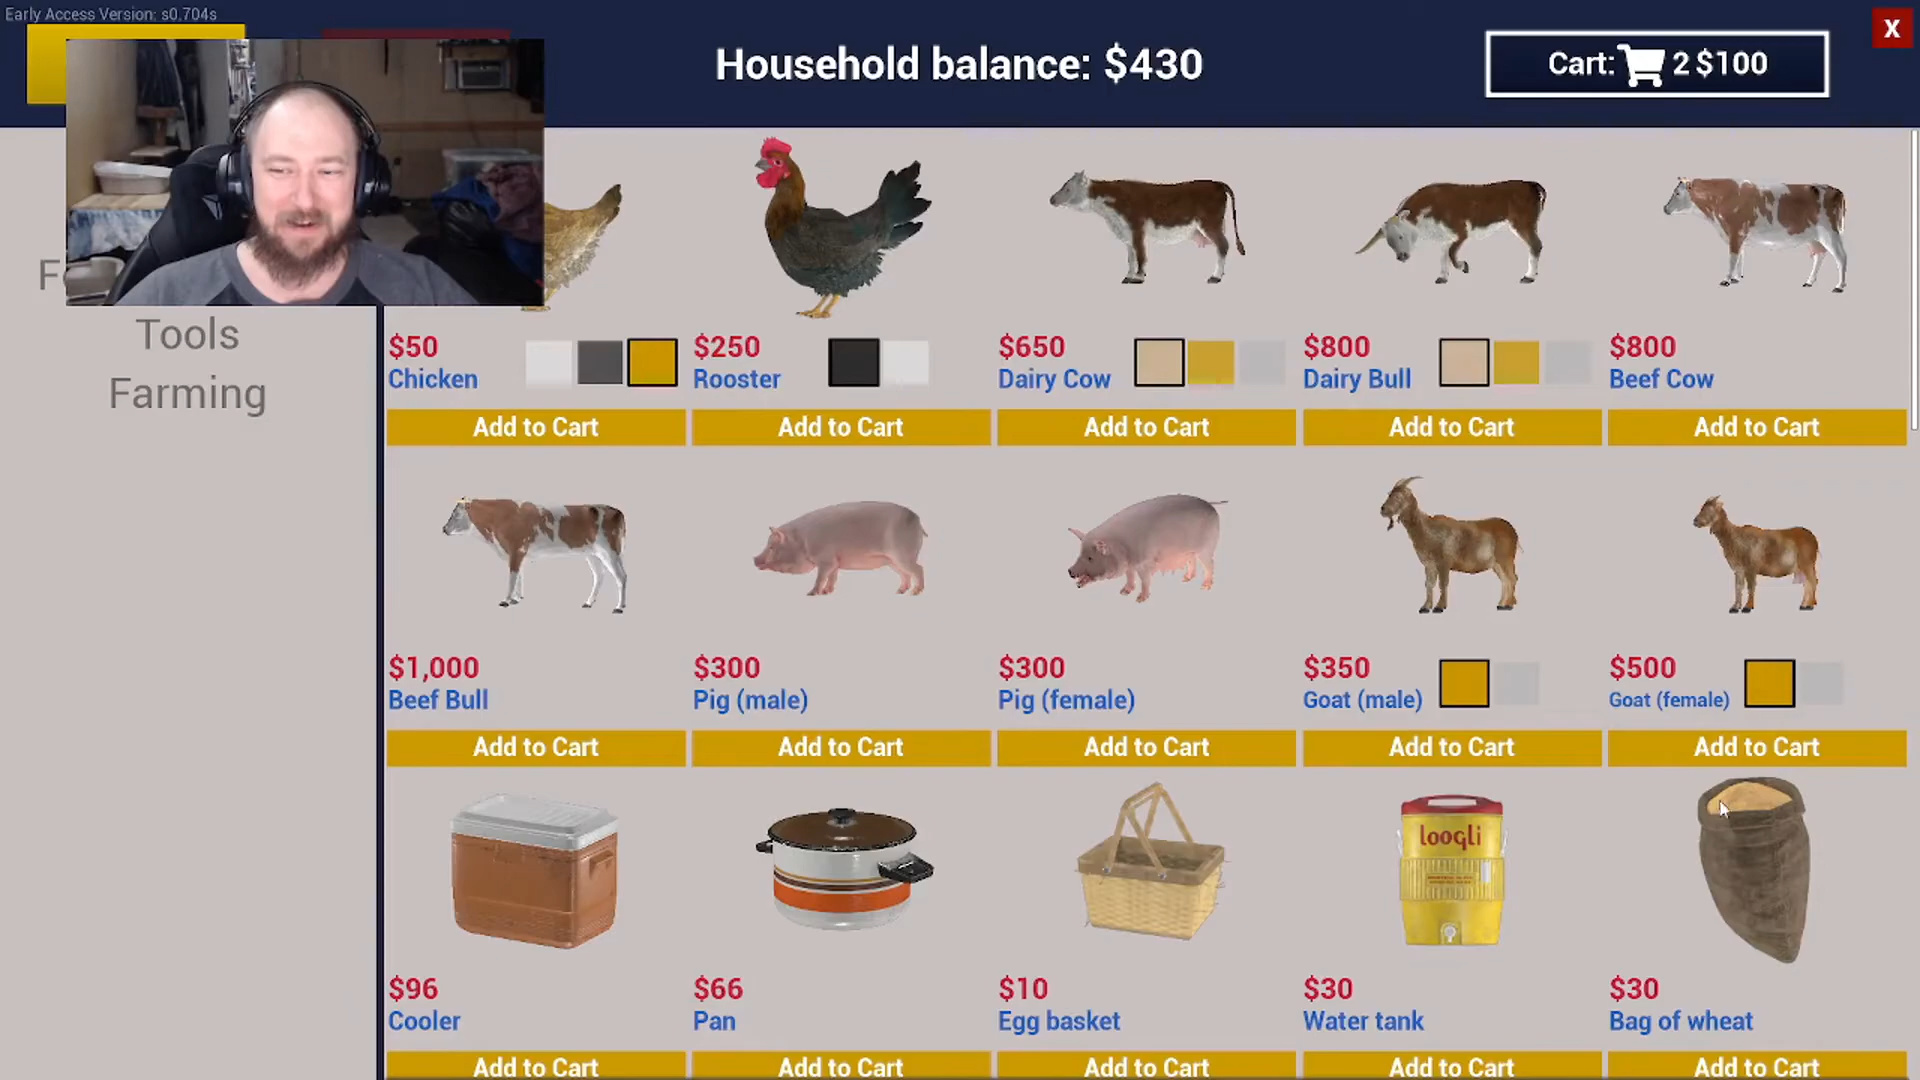 Early Access Version: s0.704s
Household balance: $430
Cart: 2 $100
X
Tools
Farming
$50
Chicken
Add to Cart
$250
Rooster
Add to Cart
$650
Dairy Cow
Add to Cart
$800
Dairy Bull
Add to Cart
$800
Beef Cow
Add to Cart
$1,000
Beef Bull
Add to Cart
$300
Pig (male)
Add to Cart
$300
Pig (female)
Add to Cart
$350
Goat (male)
Add to Cart
$500
Goat (female)
Add to Cart
$96
Cooler
Add to Cart
$66
Pan
Add to Cart
$10
Egg basket
Add to Cart
looqli
$30
Water tank
Add to Cart
$30
Bag of wheat
Add to Cart